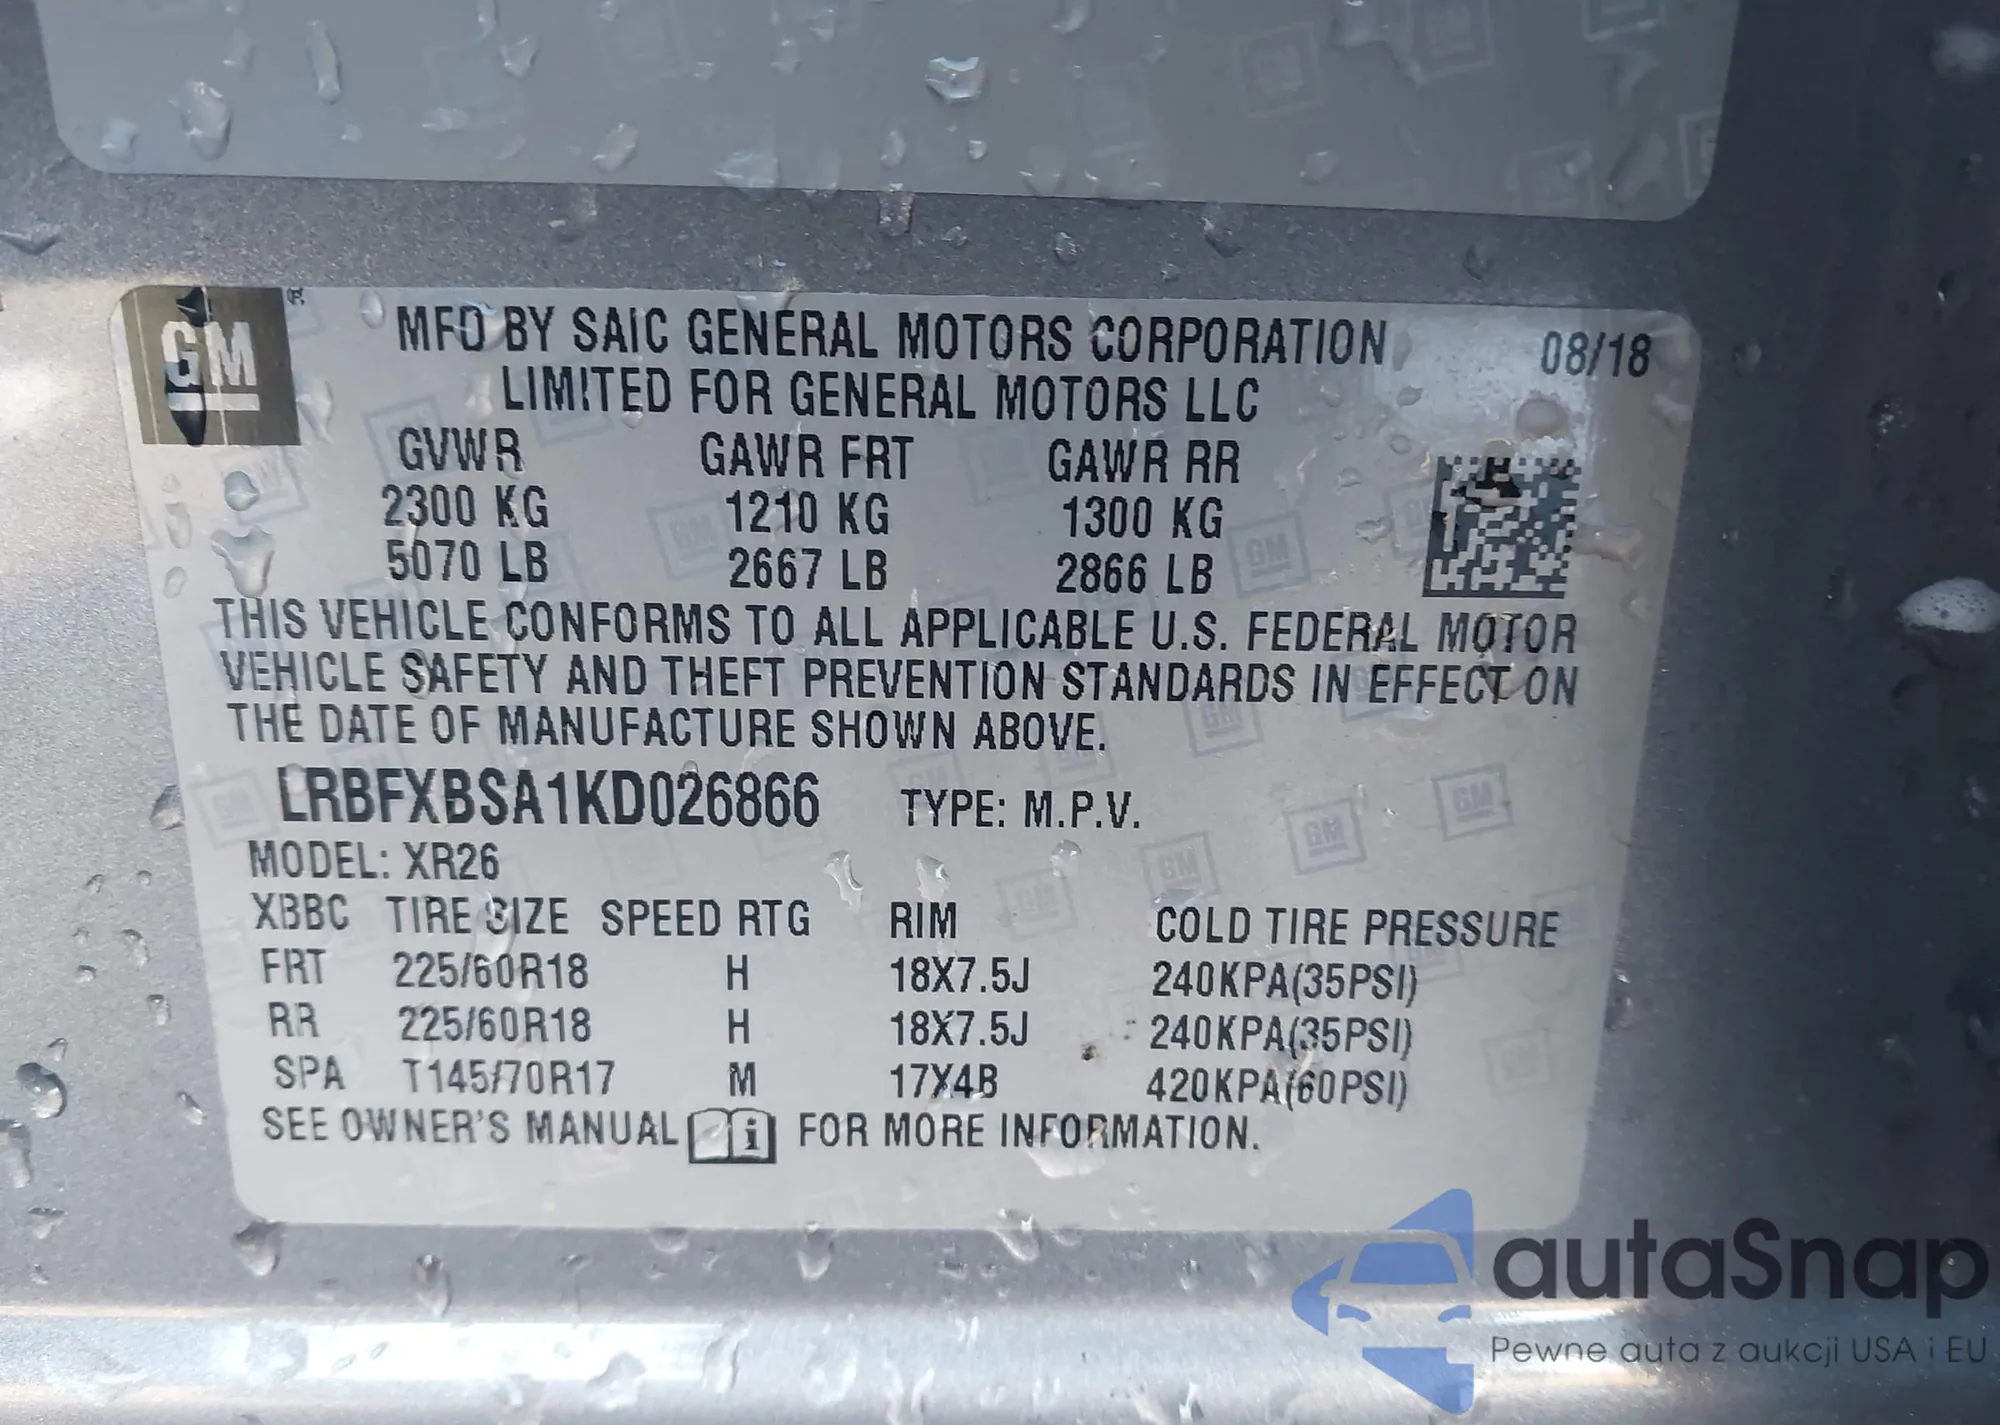 GM ®
MFD BY SAIC GENERAL MOTORS CORPORATION 08/18
LIMITED FOR GENERAL MOTORS LLC
GVWR GAWR FRT GAWR RR
2300 KG 1210 KG 1300 KG
5070 LB 2667 LB 2866 LB
THIS VEHICLE CONFORMS TO ALL APPLICABLE U.S. FEDERAL MOTOR
VEHICLE SAFETY AND THEFT PREVENTION STANDARDS IN EFFECT ON
THE DATE OF MANUFACTURE SHOWN ABOVE.
LRBFXBSA1KD026866 TYPE: M.P.V.
MODEL: XR26
XBBC TIRE SIZE SPEED RTG RIM COLD TIRE PRESSURE
FRT 225/60R18 H 18X7.5J 240KPA(35PSI)
RR 225/60R18 H 18X7.5J 240KPA(35PSI)
SPA T145/70R17 M 17X4B 420KPA(60PSI)
SEE OWNER'S MANUAL i FOR MORE INFORMATION.
autaSnap
Pewne auta z aukcji USA i EU